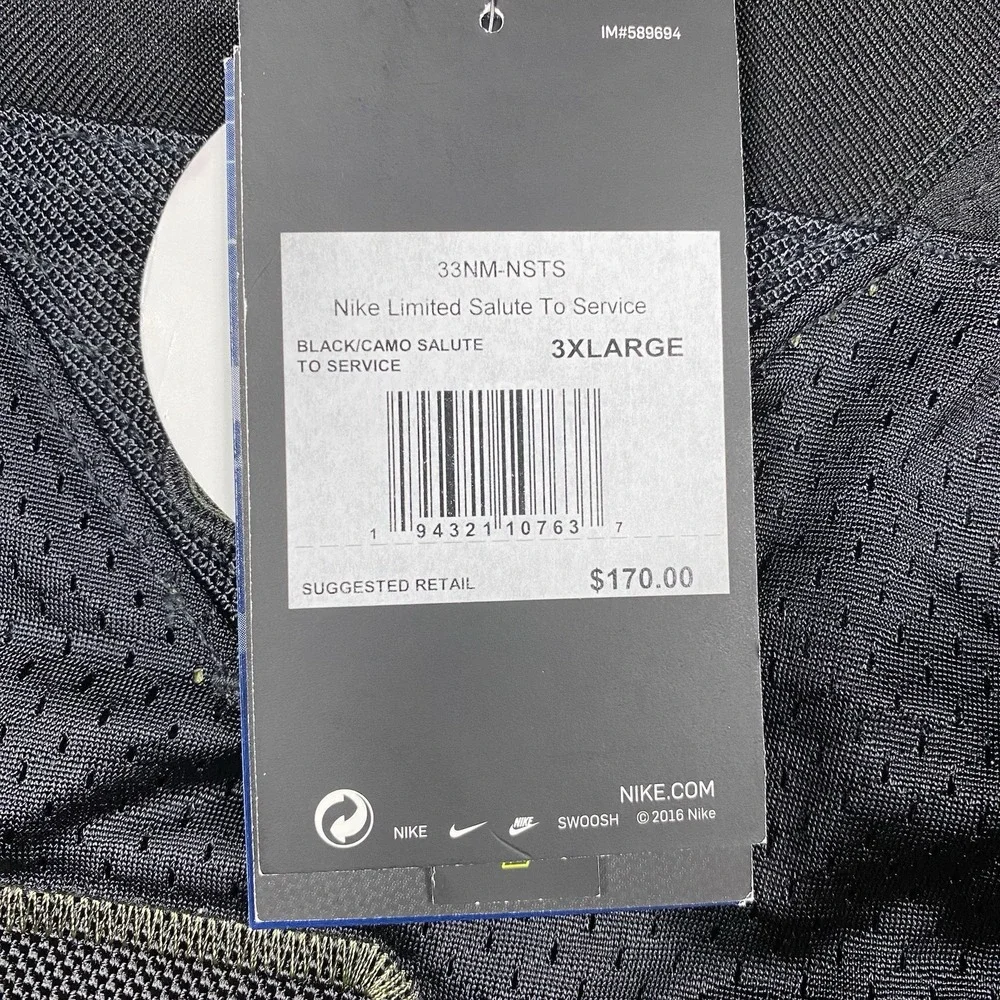 IM#589694
33NM-NSTS
Nike Limited Salute To Service
BLACK/CAMO SALUTE
TO SERVICE
3XLARGE
1 94321 10763 7
SUGGESTED RETAIL $170.00
NIKE.COM
NIKE NIKE SWOOSH © 2016 Nike